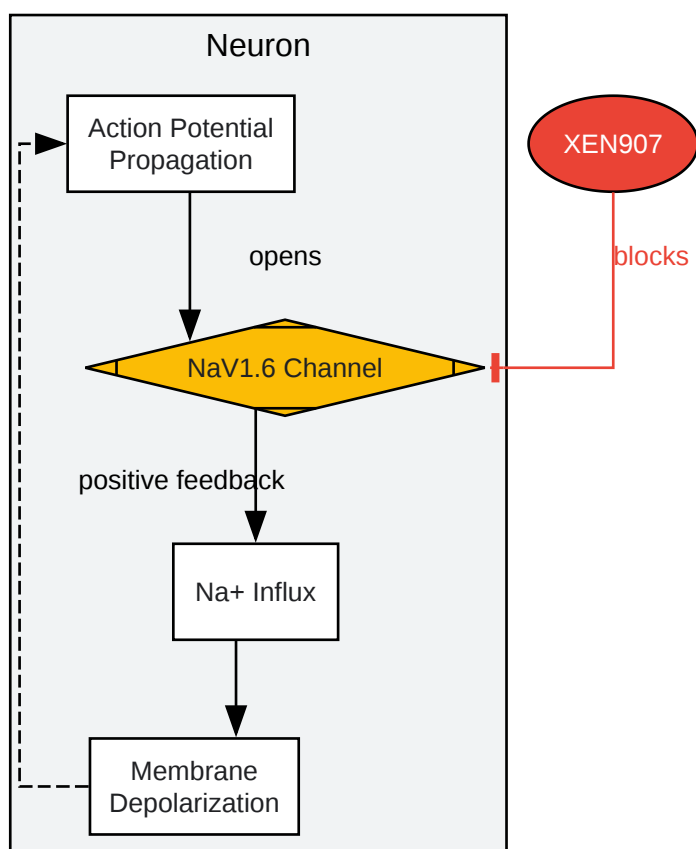 Neuron
Action Potential
Propagation
XEN907
opens
blocks
NaV1.6 Channel
positive feedback
Na+ Influx
Membrane
Depolarization